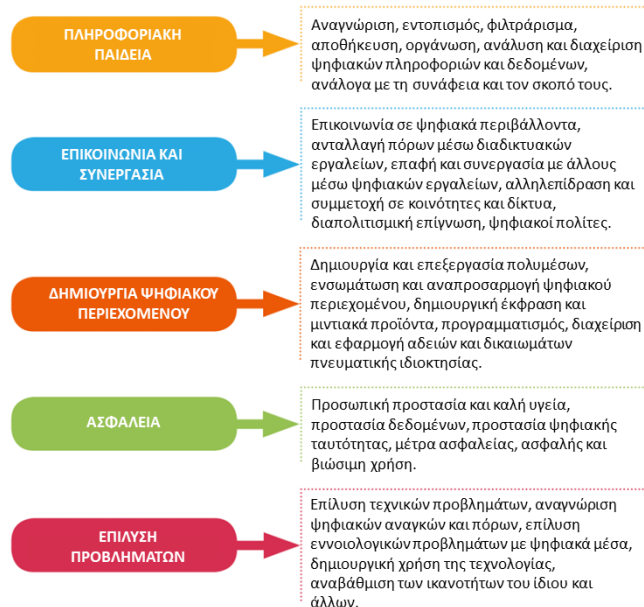 ΠΛΗΡΟΦΟΡΙΑΚΗ
ΠΑΙΔΕΙΑ
Αναγνώριση, εντοπισμός, φιλτράρισμα,
αποθήκευση, οργάνωση, ανάλυση και διαχείριση
ψηφιακών πληροφοριών και δεδομένων,
ανάλογα με τη συνάφεια και τον σκοπό τους.
ΕΠΙΚΟΙΝΩΝΙΑ ΚΑΙ
ΣΥΝΕΡΓΑΣΙΑ
Επικοινωνία σε ψηφιακά περιβάλλοντα,
ανταλλαγή πόρων μέσω διαδικτυακών
εργαλείων, επαφή και συνεργασία με άλλους
μέσω ψηφιακών εργαλείων, αλληλεπίδραση και
συμμετοχή σε κοινότητες και δίκτυα,
διαπολιτισμική επίγνωση, ψηφιακοί πολίτες.
ΔΗΜΙΟΥΡΓΙΑ ΨΗΦΙΑΚΟΥ
ΠΕΡΙΕΧΟΜΕΝΟΥ
Δημιουργία και επεξεργασία πολυμέσων,
ενσωμάτωση και αναπροσαρμογή ψηφιακού
περιεχομένου, δημιουργική έκφραση και
μιντιακά προϊόντα, προγραμματισμός, διαχείριση
και εφαρμογή αδειών και δικαιωμάτων
πνευματικής ιδιοκτησίας.
ΑΣΦΑΛΕΙΑ
Προσωπική προστασία και καλή υγεία,
προστασία δεδομένων, προστασία ψηφιακής
ταυτότητας, μέτρα ασφαλείας, ασφαλής και
βιώσιμη χρήση.
ΕΠΙΛΥΣΗ
ΠΡΟΒΛΗΜΑΤΩΝ
Επίλυση τεχνικών προβλημάτων, αναγνώριση
ψηφιακών αναγκών και πόρων, επίλυση
εννοιολογικών προβλημάτων με ψηφιακά μέσα,
δημιουργική χρήση της τεχνολογίας,
αναβάθμιση των ικανοτήτων του ίδιου και
άλλων.